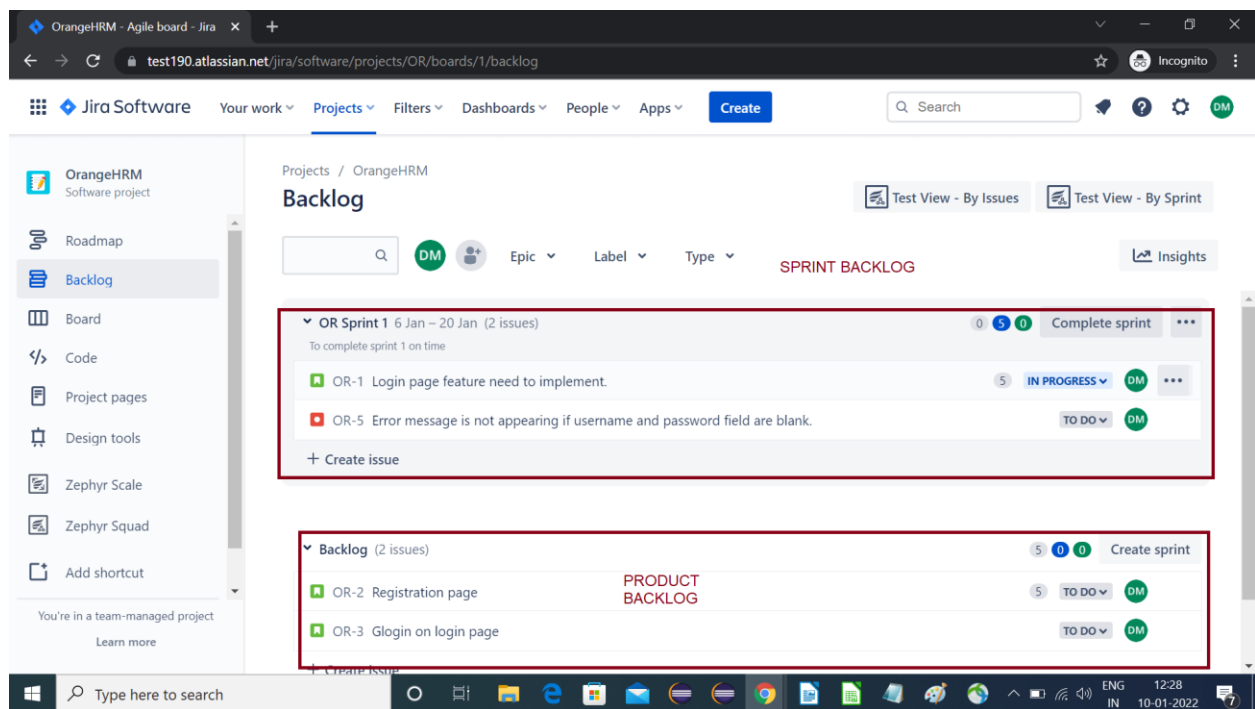 OrangeHRM - Agile board - Jira
test190.atlassian.net/jira/software/projects/OR/boards/1/backlog
Incognito
Jira Software Your work Projects Filters Dashboards People Apps Create Search DM
OrangeHRM
Software project
Roadmap
Backlog
Board
Code
Project pages
Design tools
Zephyr Scale
Zephyr Squad
Add shortcut
You're in a team-managed project
Learn more
Projects / OrangeHRM
Backlog
Test View - By Issues Test View - By Sprint
DM Epic Label Type
SPRINT BACKLOG
Insights
OR Sprint 1 6 Jan – 20 Jan (2 issues) 0 5 0 Complete sprint
To complete sprint 1 on time
OR-1 Login page feature need to implement. 5 IN PROGRESS DM
OR-5 Error message is not appearing if username and password field are blank. TO DO DM
+ Create issue
Backlog (2 issues) 5 0 0 Create sprint
PRODUCT
BACKLOG
OR-2 Registration page 5 TO DO DM
OR-3 Glogin on login page TO DO DM
+ Create issue
Type here to search
ENG
IN
12:28
10-01-2022
7